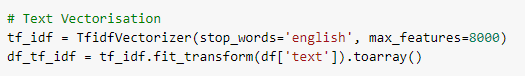 # Text Vectorisation
tf_idf = TfidfVectorizer(stop_words='english', max_features=8000)
df_tf_idf = tf_idf.fit_transform(df['text']).toarray()